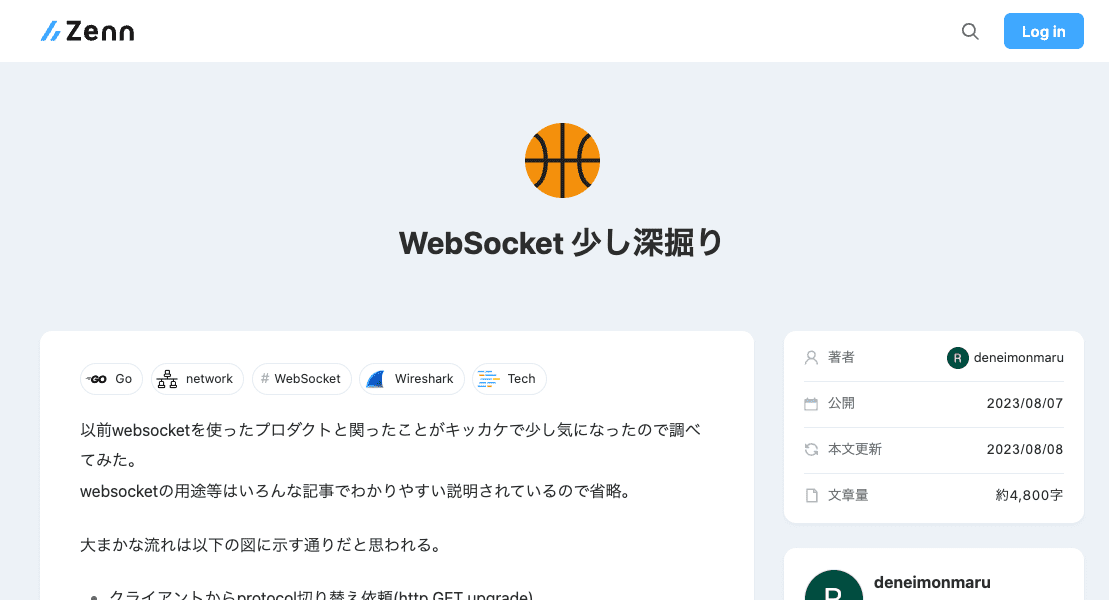 Zenn
Log in
WebSocket 少し深掘り
Go
network
# WebSocket
Wireshark
Tech
以前websocketを使ったプロダクトと関ったことがキッカケで少し気になったので調べ
てみた。
websocketの用途等はいろんな記事でわかりやすい説明されているので省略。
大まかな流れは以下の図に示す通りだと思われる。
クライアントからprotocol切り替え依頼(http GET upgrade)
著者
R deneimonmaru
公開
2023/08/07
本文更新
2023/08/08
文章量
約4,800字
R
deneimonmaru